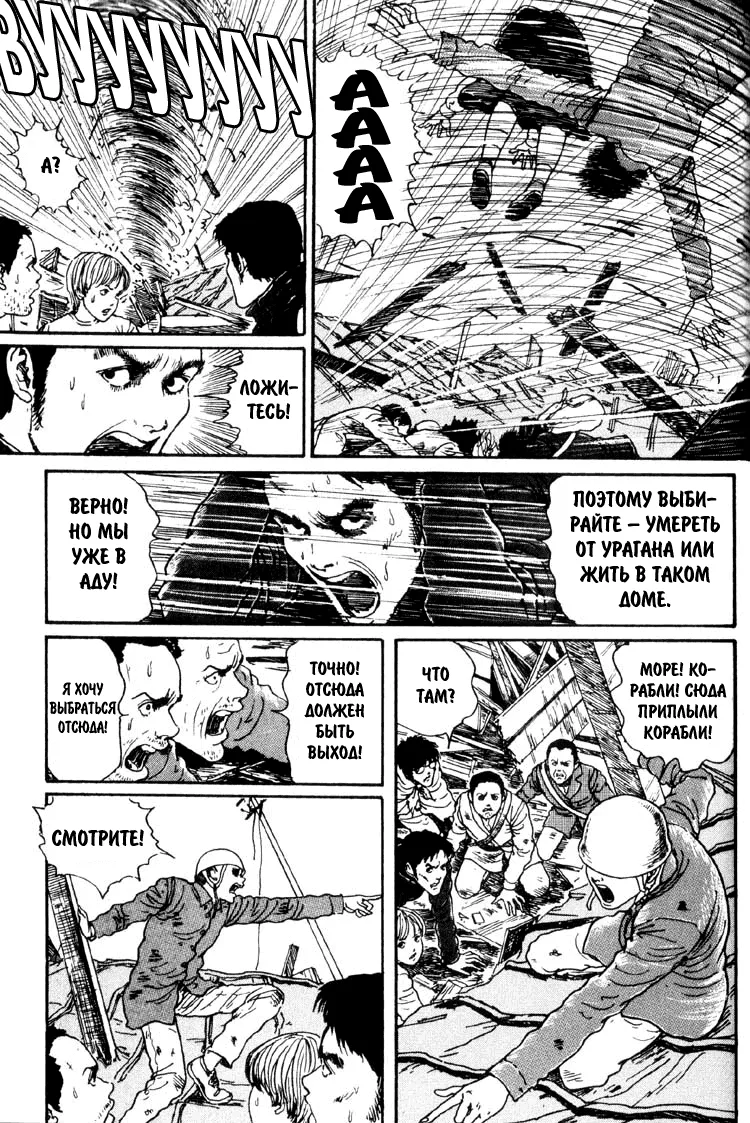 А
А
А
А
ВУУУУУУУУ
А?
ЛОЖИ-
ТЕСЬ!
ПОЭТОМУ ВЫБИ-
РАЙТЕ – УМЕРЕТЬ
ОТ УРАГАНА ИЛИ
ЖИТЬ В ТАКОМ
ДОМЕ.
ВЕРНО!
НО МЫ
УЖЕ В
АДУ!
МОРЕ! КО-
РАБЛИ! СЮДА
ПРИПЛЫЛИ
КОРАБЛИ!
ЧТО
ТАМ?
ТОЧНО!
ОТСЮДА
ДОЛЖЕН
БЫТЬ
ВЫХОД!
Я ХОЧУ
ВЫБРАТЬСЯ
ОТСЮДА!
СМОТРИТЕ!